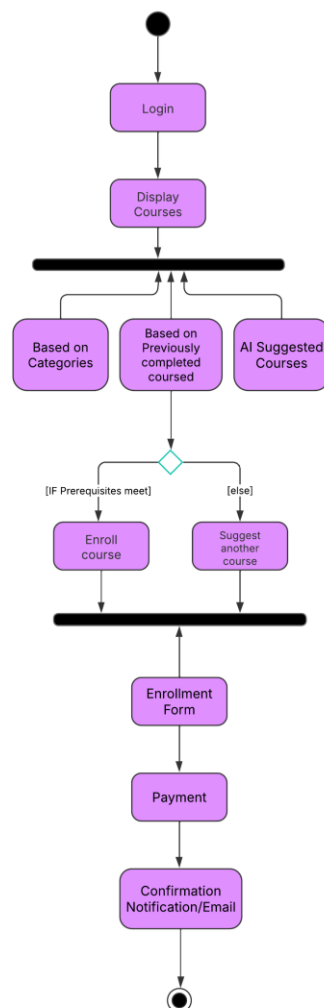 Login
Display
Courses
Based on
Categories
Based on
Previously
completed
coursed
AI Suggested
Courses
[IF Prerequisites meet]
[else]
Enroll
course
Suggest
another
course
Enrollment
Form
Payment
Confirmation
Notification/Email